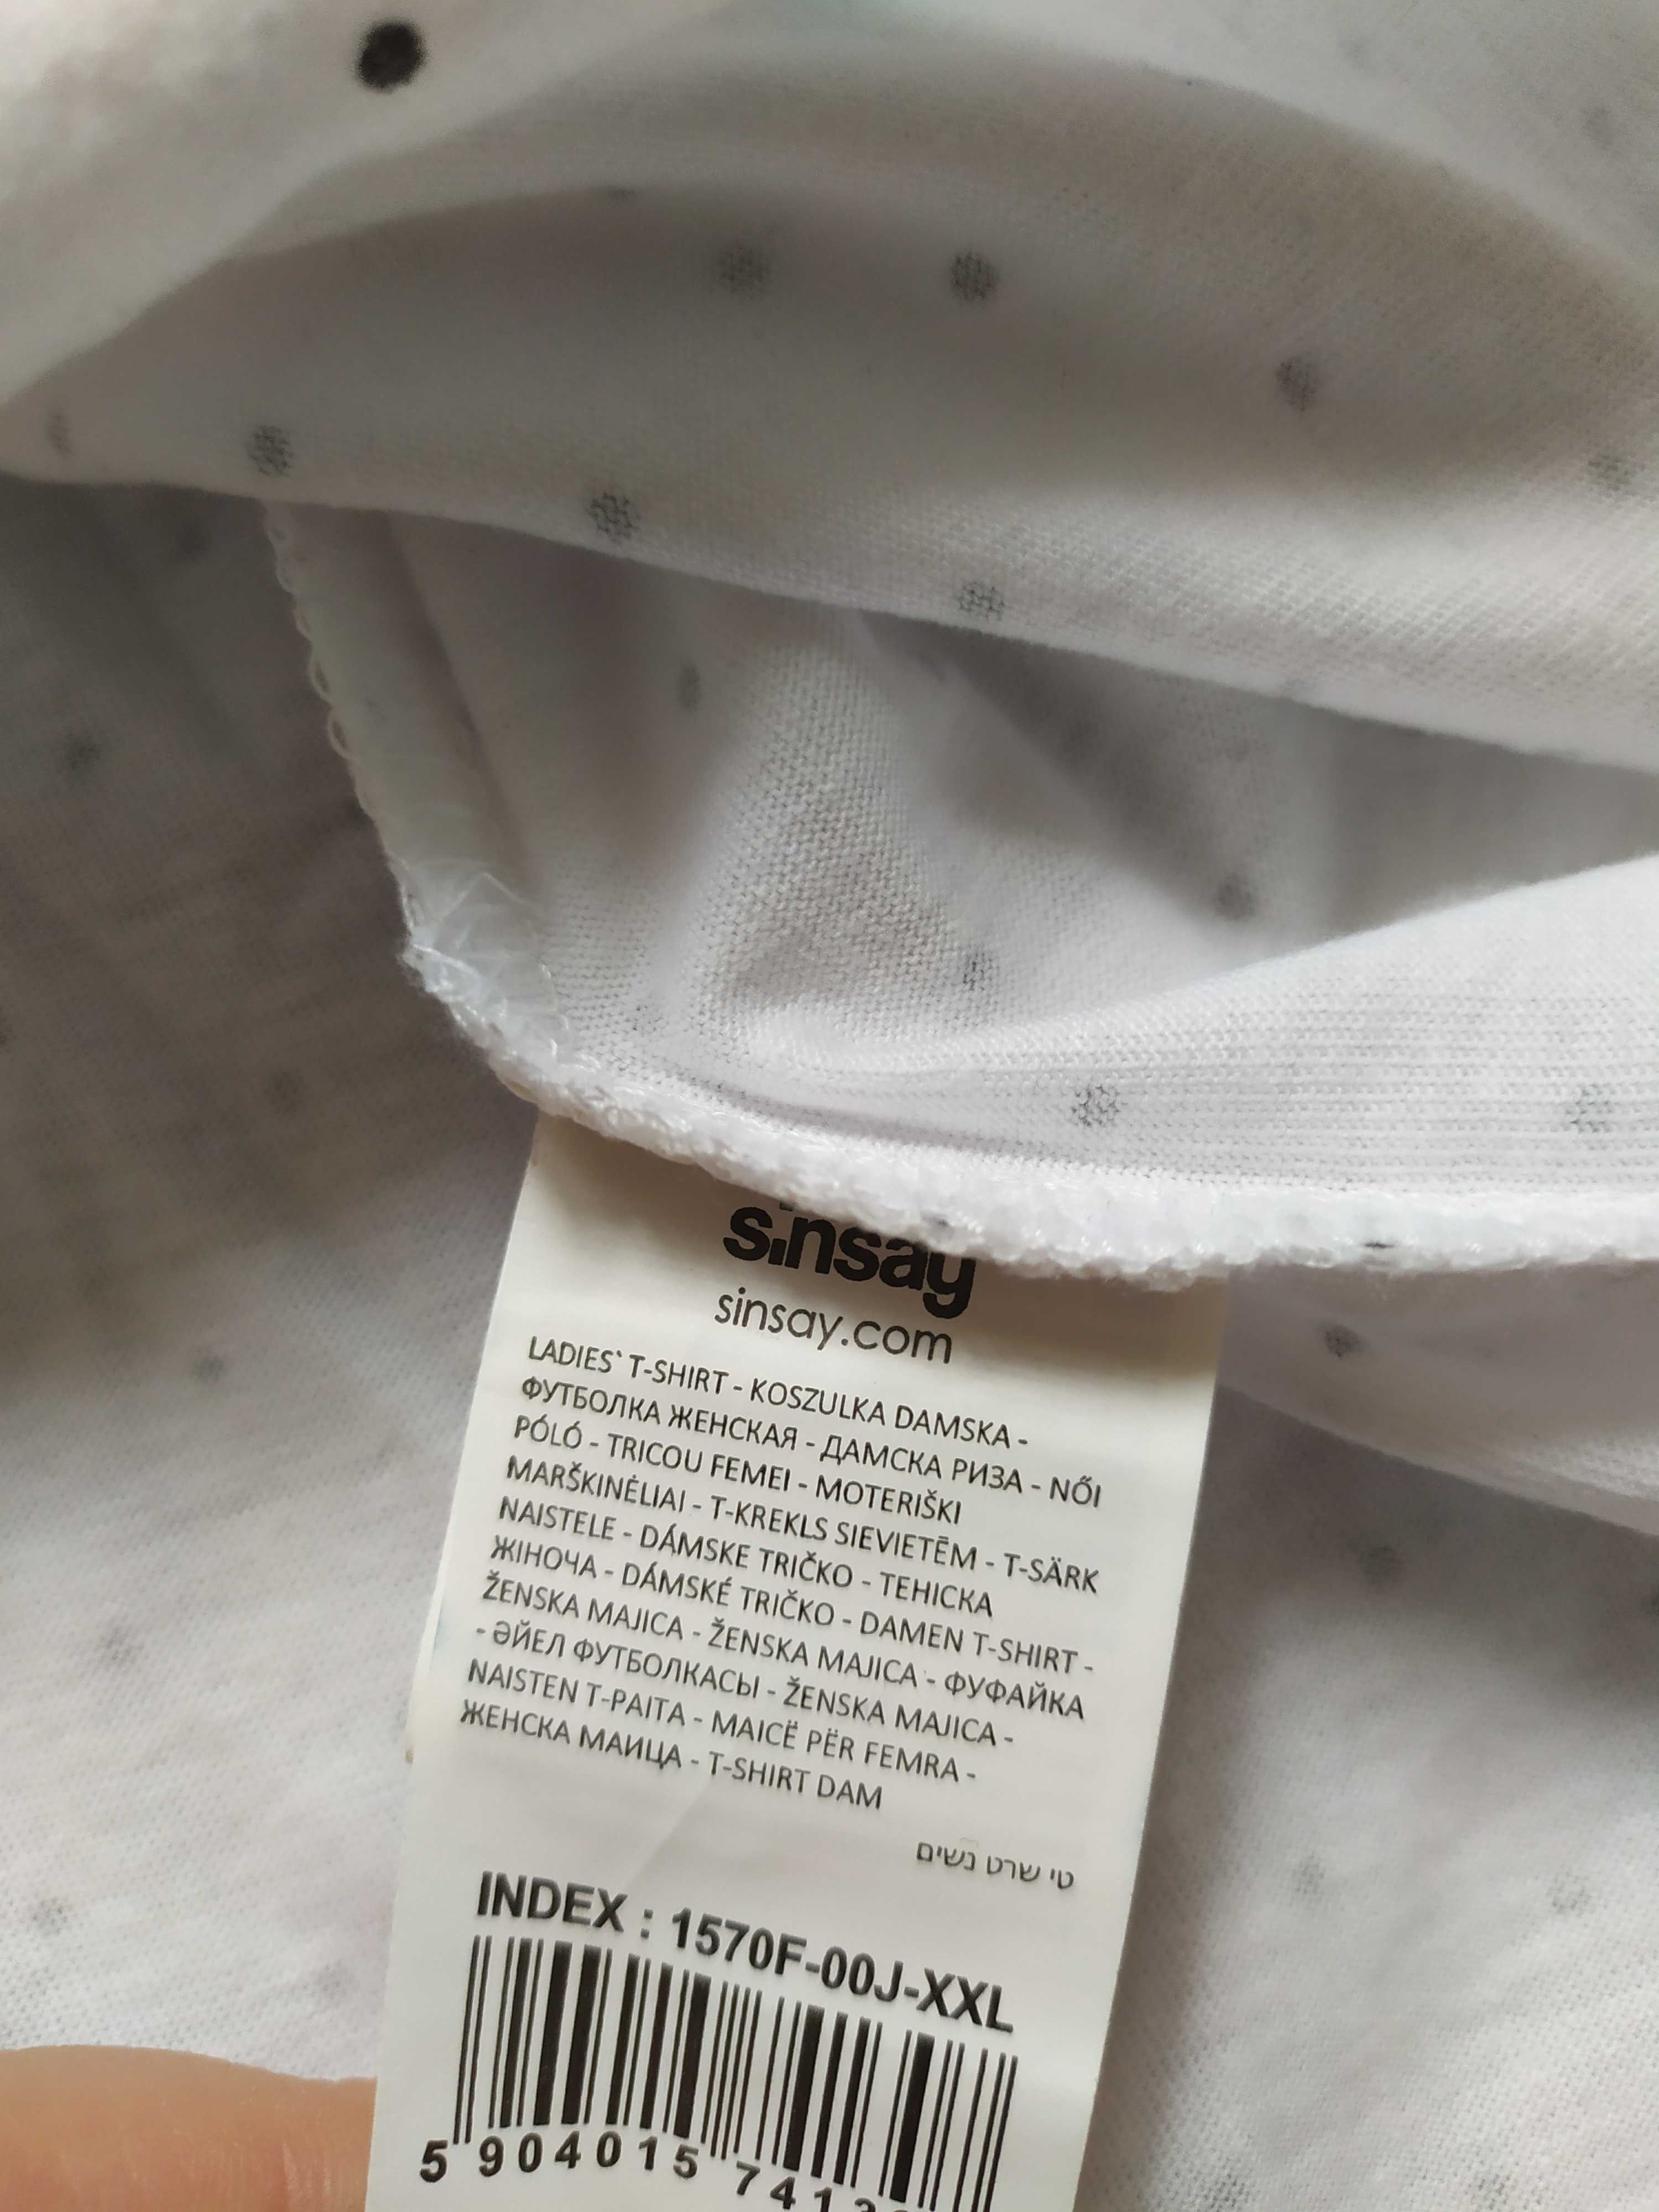 sinsay
sinsay.com
LADIES` T-SHIRT - KOSZULKA DAMSKA -
ФУТБОЛКА ЖЕНСКАЯ - ДАМСКА РИЗА - NŐI
PÓLÓ - TRICOU FEMEI - MOTERIŠKI
MARŠKINĖLIAI - T-KREKLS SIEVIETĒM - T-SÄRK
NAISTELE - DÁMSKE TRIČKO - ТЕНІСКА
ЖІНОЧА - DÁMSKÉ TRIČKO - DAMEN T-SHIRT -
ŽENSKA MAJICA - ŽENSKA MAJICA - ФУФАЙКА
- ӘЙЕЛ ФУТБОЛКАСЫ - ŽENSKA MAJICA -
NAISTEN T-PAITA - MAICË PËR FEMRA -
ЖЕНСКА МАИЦА - T-SHIRT DAM
טי שרט נשים
INDEX : 1570F-00J-XXL
5 904015 741